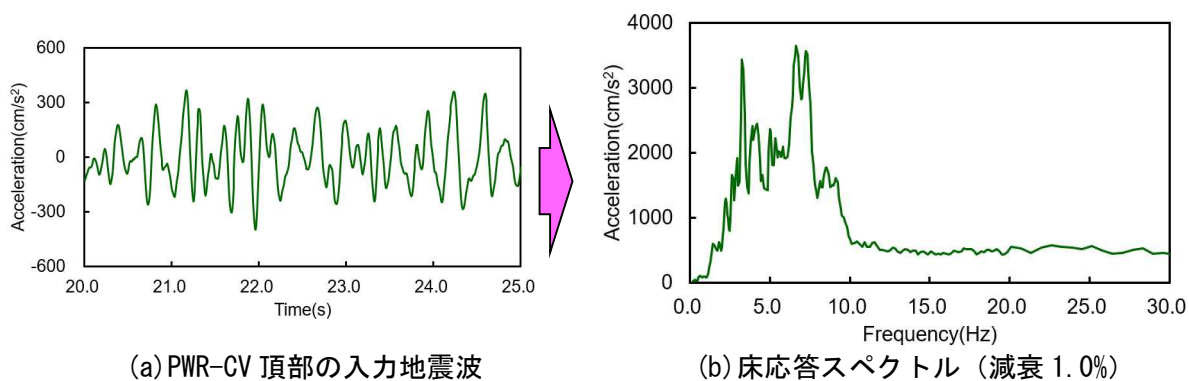 600
300
0
-300
-600
Acceleration(cm/s²)
20.0 21.0 22.0 23.0 24.0 25.0
Time(s)
(a)PWR-CV 頂部の入力地震波
4000
3000
2000
1000
0
Acceleration(cm/s²)
0.0 5.0 10.0 15.0 20.0 25.0 30.0
Frequency(Hz)
(b)床応答スペクトル（減衰 1.0%）